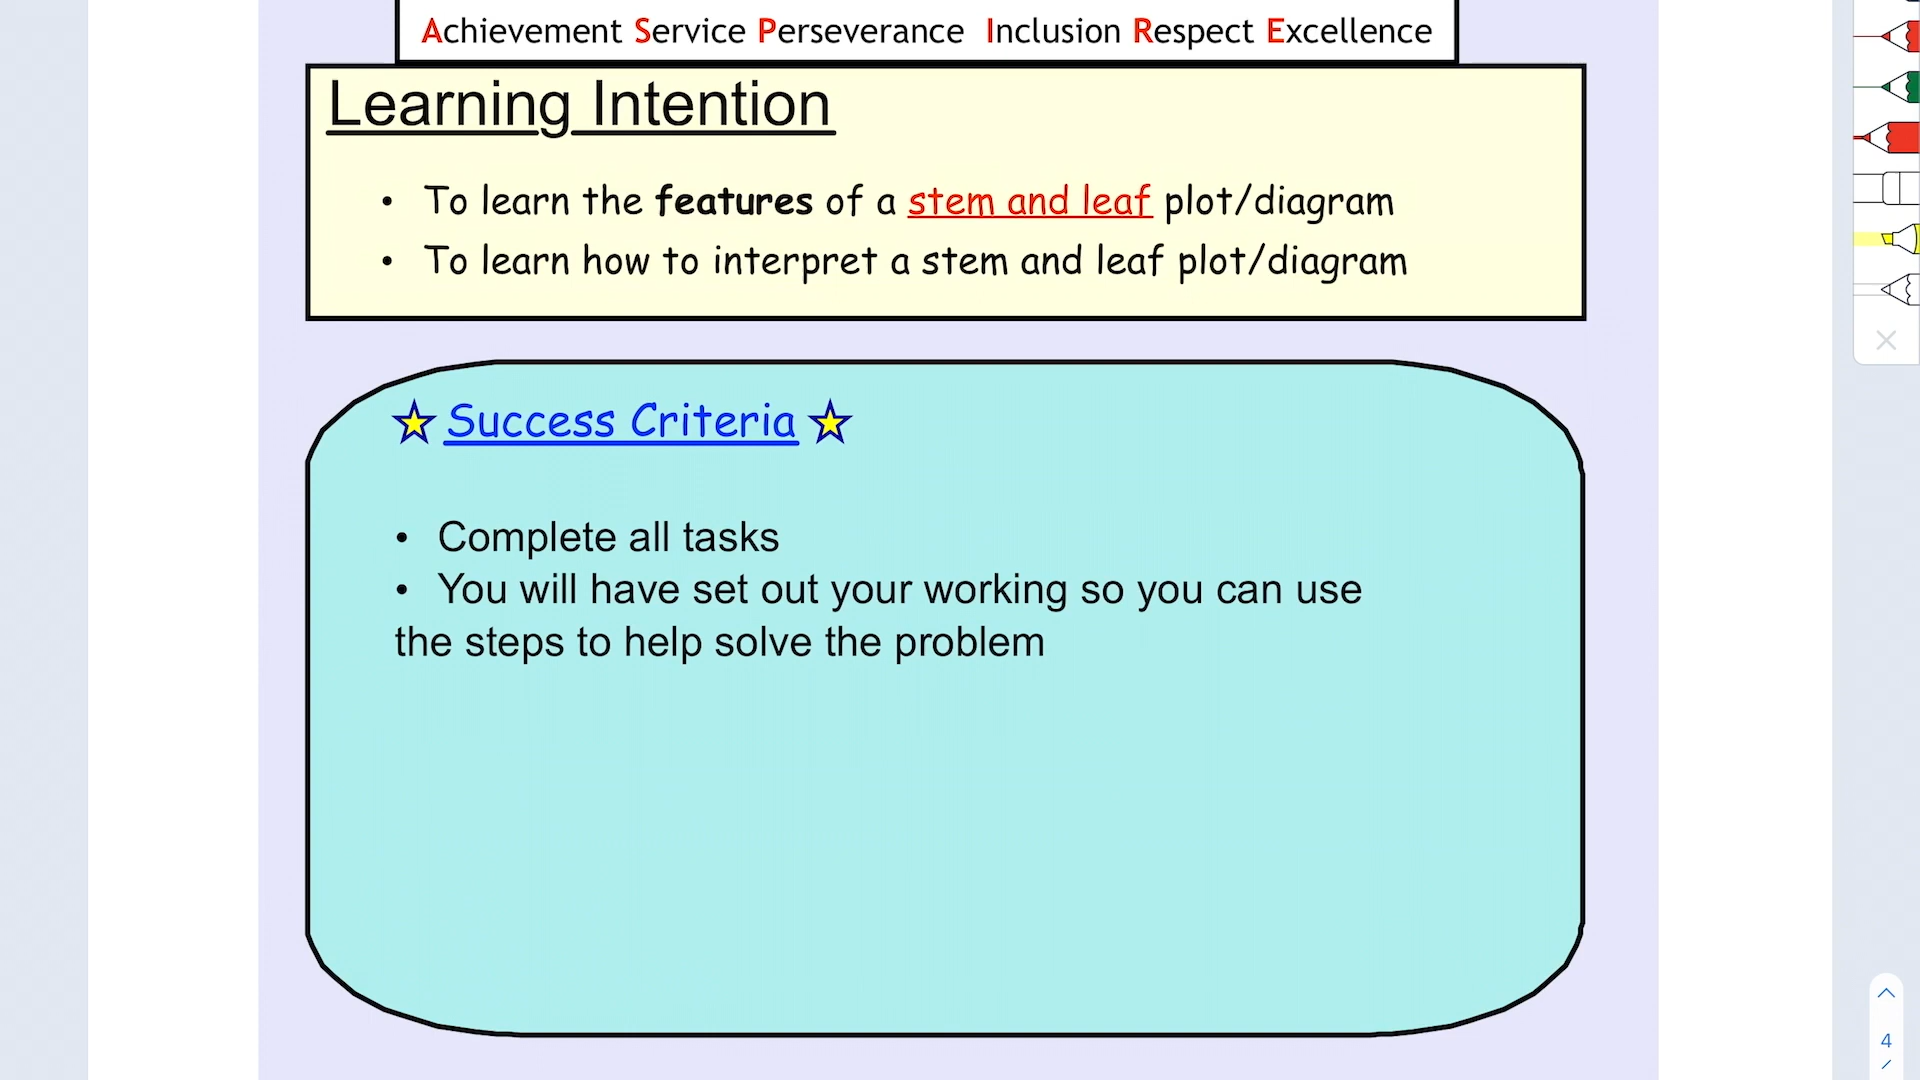 Achievement Service Perseverance Inclusion Respect Excellence
Learning Intention
• To learn the features of a stem and leaf plot/diagram
• To learn how to interpret a stem and leaf plot/diagram
Success Criteria
• Complete all tasks
• You will have set out your working so you can use
the steps to help solve the problem
4